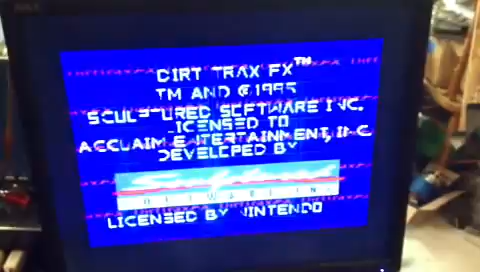 DIRT TRAX FX™
TM AND ©1995
SCULPTURED SOFTWARE INC.
LICENSED TO
ACCLAIM ENTERTAINMENT, INC
DEVELOPED BY
LICENSED BY NINTENDO